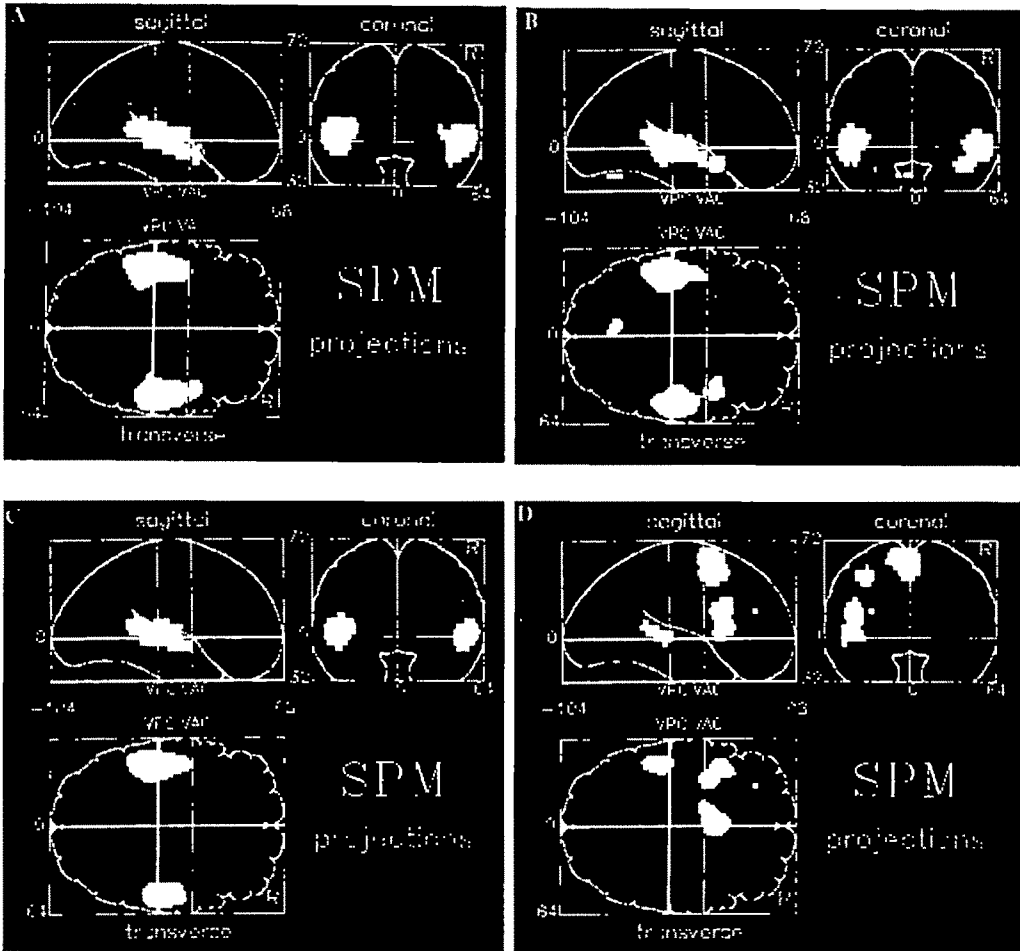 A
sagittal
coronal
72
R
0
VPC VAC
0
-104
68
64
SPM
projections
0
R
transverse
B
sagittal
coronal
72
R
0
0
VPC VAC
0
-104
68
64
VPC VAC
SPM
projections
0
64
transverse
C
sagittal
coronal
72
R
0
VPC VAC
-104
64
VPC VAC
SPM
projections
0
64
R
transverse
D
sagittal
coronal
72
R
0
VPC VAC
-104
64
VPC VAC
SPM
projections
0
64
R
transverse